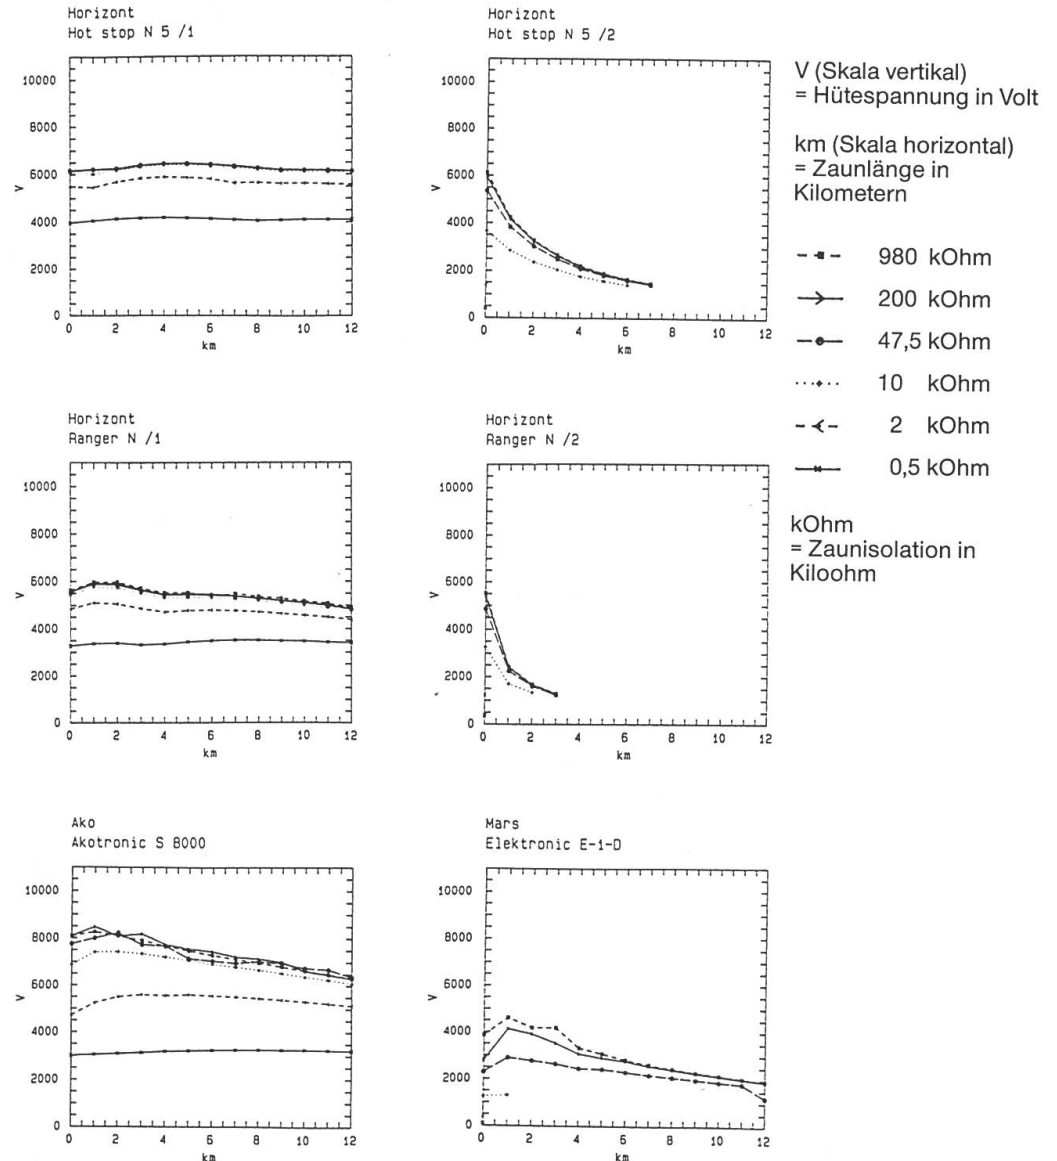 Horizont
Hot stop N 5 /1
10000
8000
6000
V
4000
2000
0
0 2 4 6 8 10 12
km
Horizont
Hot stop N 5 /2
10000
8000
6000
V
4000
2000
0
0 2 4 6 8 10 12
km
V (Skala vertikal)
= Hütespannung in Volt
km (Skala horizontal)
= Zaunlänge in
Kilometern
980 kOhm
200 kOhm
47,5 kOhm
10 kOhm
2 kOhm
0,5 kOhm
kOhm
= Zaunisolation in
Kiloohm
Horizont
Ranger N /1
10000
8000
6000
V
4000
2000
0
0 2 4 6 8 10 12
km
Horizont
Ranger N /2
10000
8000
6000
V
4000
2000
0
0 2 4 6 8 10 12
km
Ako
Akotronic S 8000
10000
8000
6000
V
4000
2000
0
0 2 4 6 8 10 12
km
Mars
Elektronic E-1-D
10000
8000
6000
V
4000
2000
0
0 2 4 6 8 10 12
km